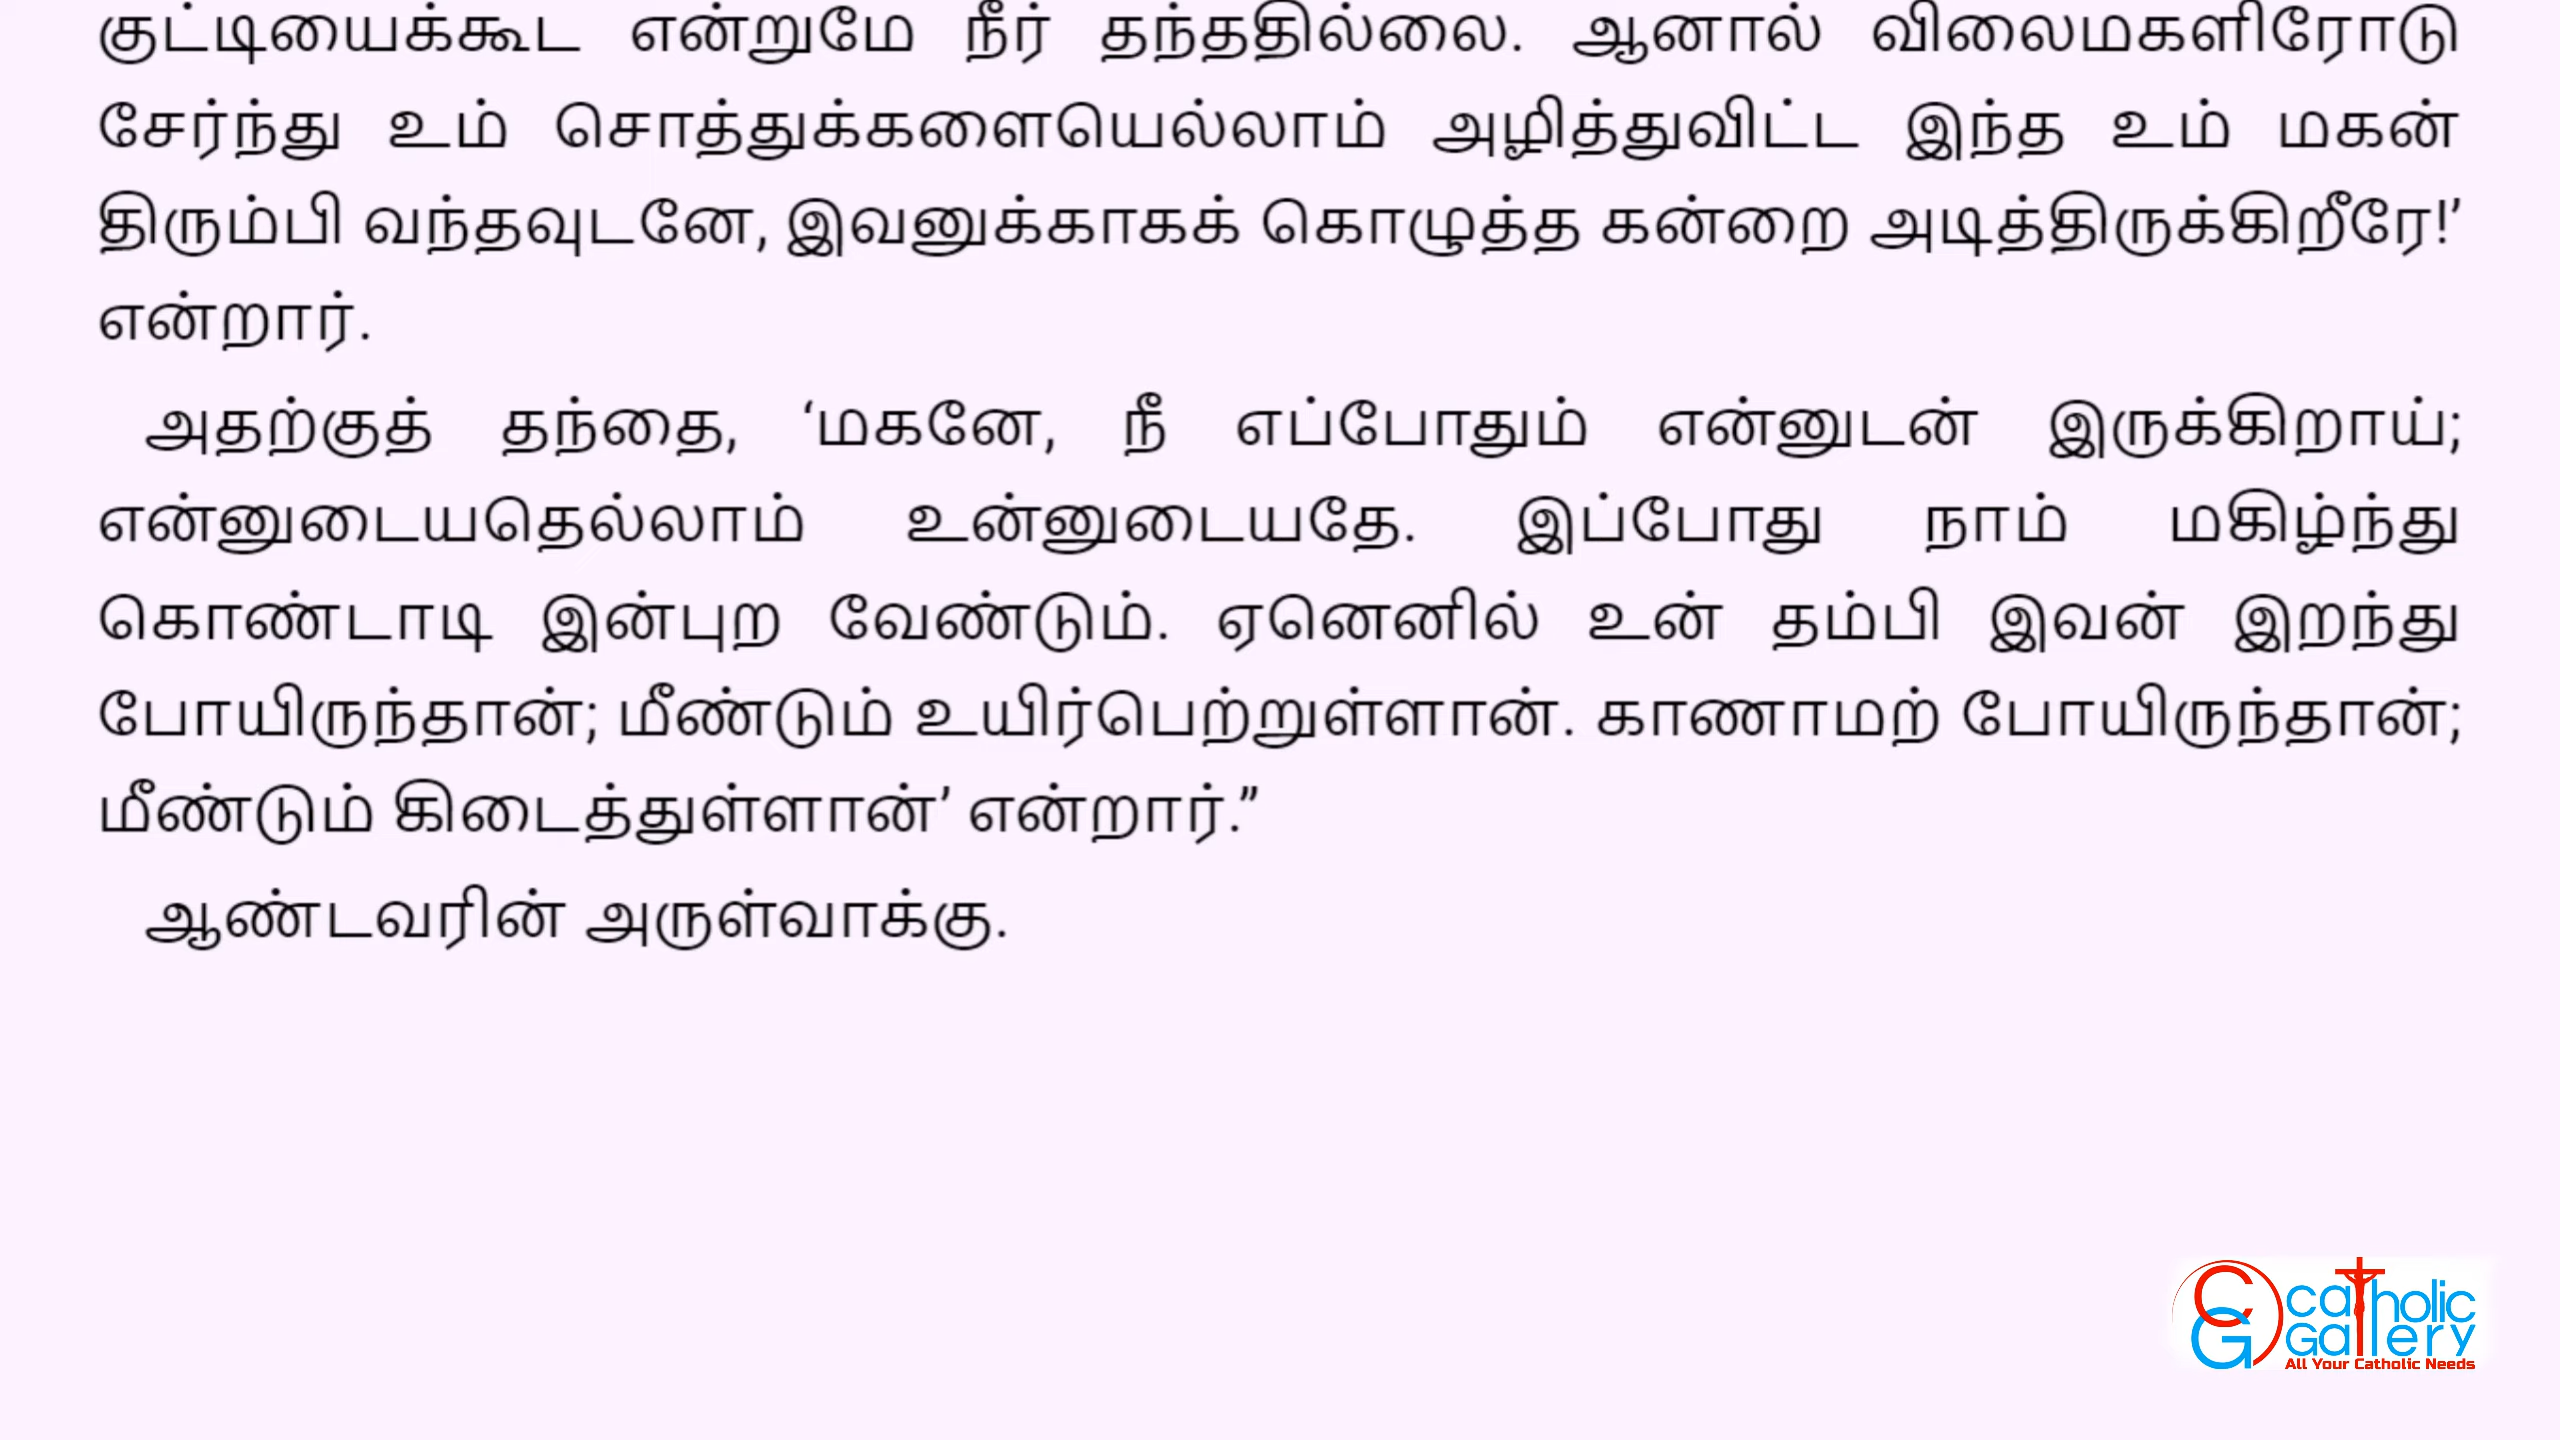 குட்டியைக்கூட என்றுமே நீர் தந்ததில்லை. ஆனால் விலைமகளிரோடு
சேர்ந்து உம் சொத்துக்களையெல்லாம் அழித்துவிட்ட இந்த உம் மகன்
திரும்பி வந்தவுடனே, இவனுக்காகக் கொழுத்த கன்றை அடித்திருக்கிறீரே!’
என்றார்.
அதற்குத் தந்தை, ‘மகனே, நீ எப்போதும் என்னுடன் இருக்கிறாய்;
என்னுடையதெல்லாம் உன்னுடையதே. இப்போது நாம் மகிழ்ந்து
கொண்டாடி இன்புற வேண்டும். ஏனெனில் உன் தம்பி இவன் இறந்து
போயிருந்தான்; மீண்டும் உயிர்பெற்றுள்ளான். காணாமற் போயிருந்தான்;
மீண்டும் கிடைத்துள்ளான்’ என்றார்.”
ஆண்டவரின் அருள்வாக்கு.
CG catholic
Gallery
All Your Catholic Needs